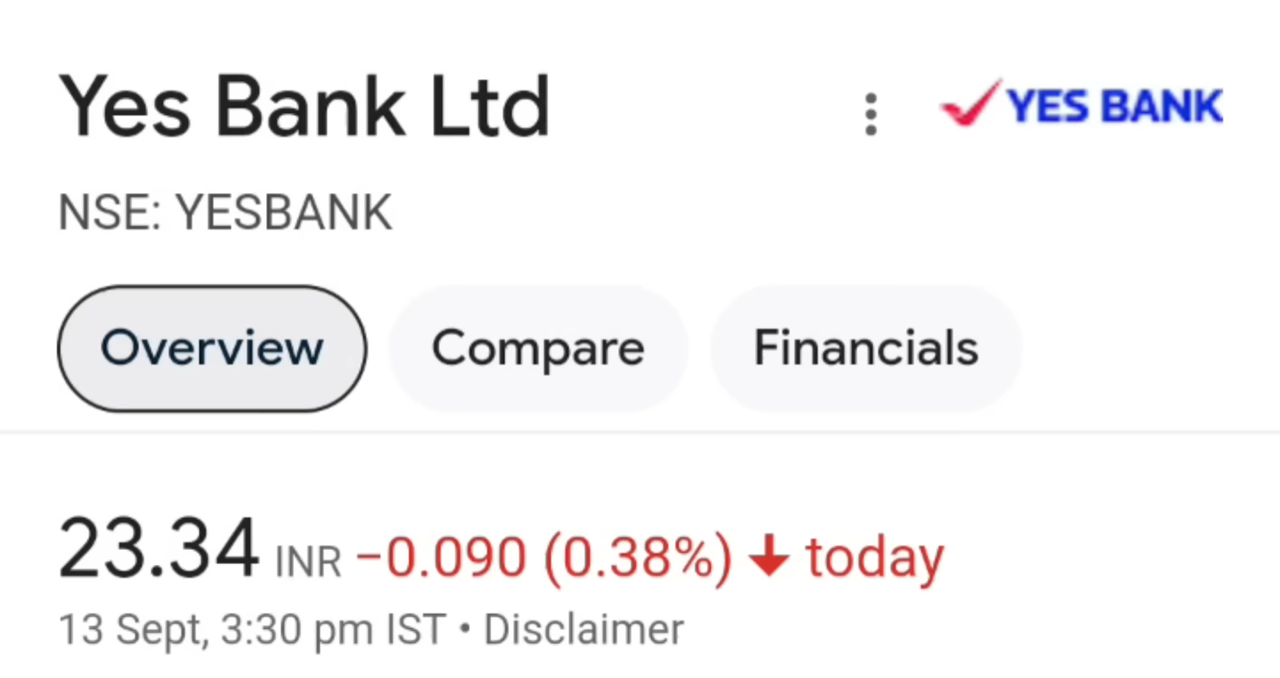 Yes Bank Ltd
YES BANK
NSE: YESBANK
Overview Compare Financials
23.34 INR −0.090 (0.38%) ↓ today
13 Sept, 3:30 pm IST • Disclaimer